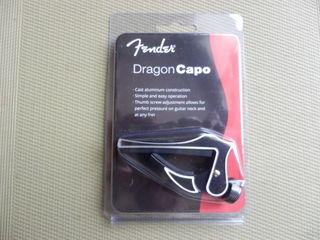 Fender
DragonCapo
- Cast aluminum construction
- Simple and easy operation
- Thumb screw adjustment allows for
perfect pressure on guitar neck and
at any fret